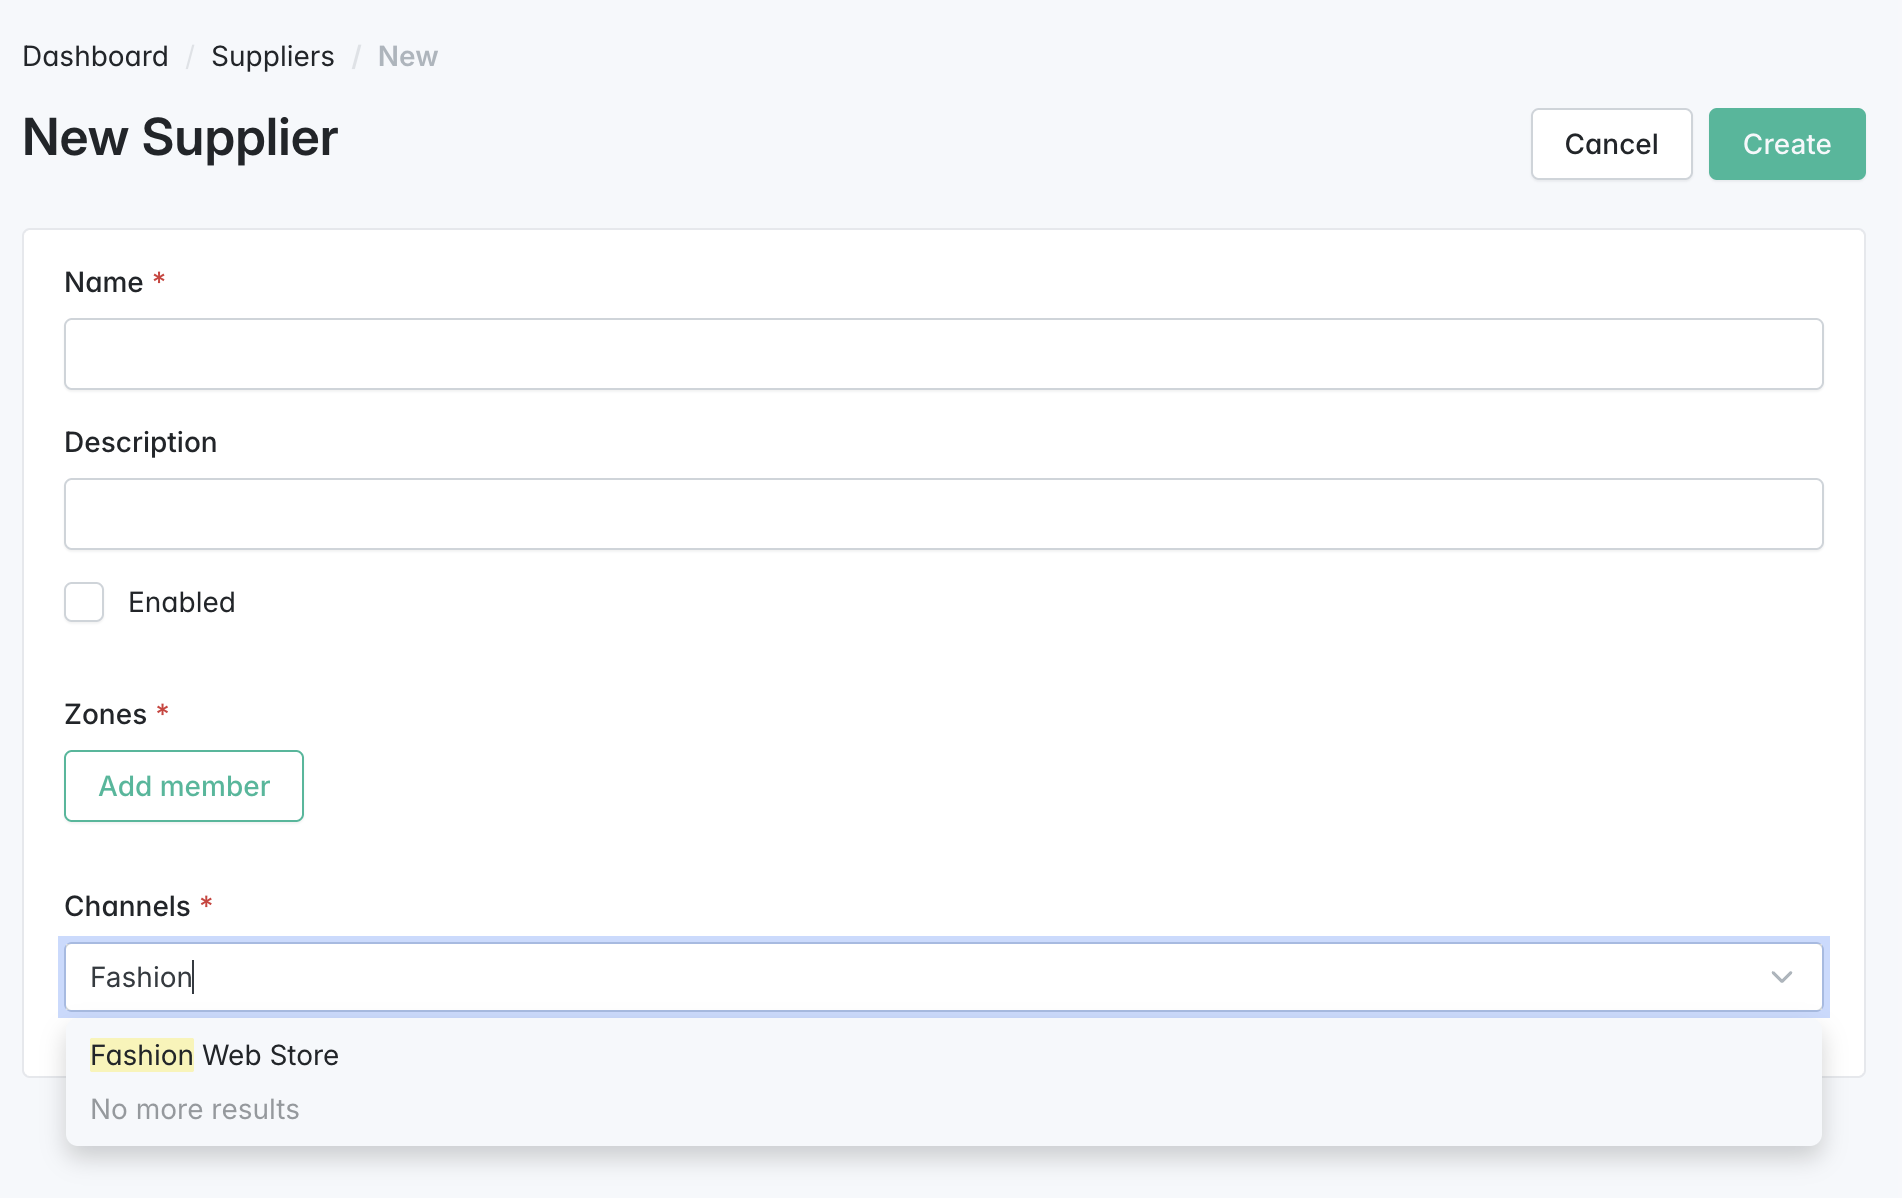 Dashboard / Suppliers / New
New Supplier
Cancel
Create
Name *
Description
Enabled
Zones *
Add member
Channels *
Fashion
Fashion Web Store
No more results